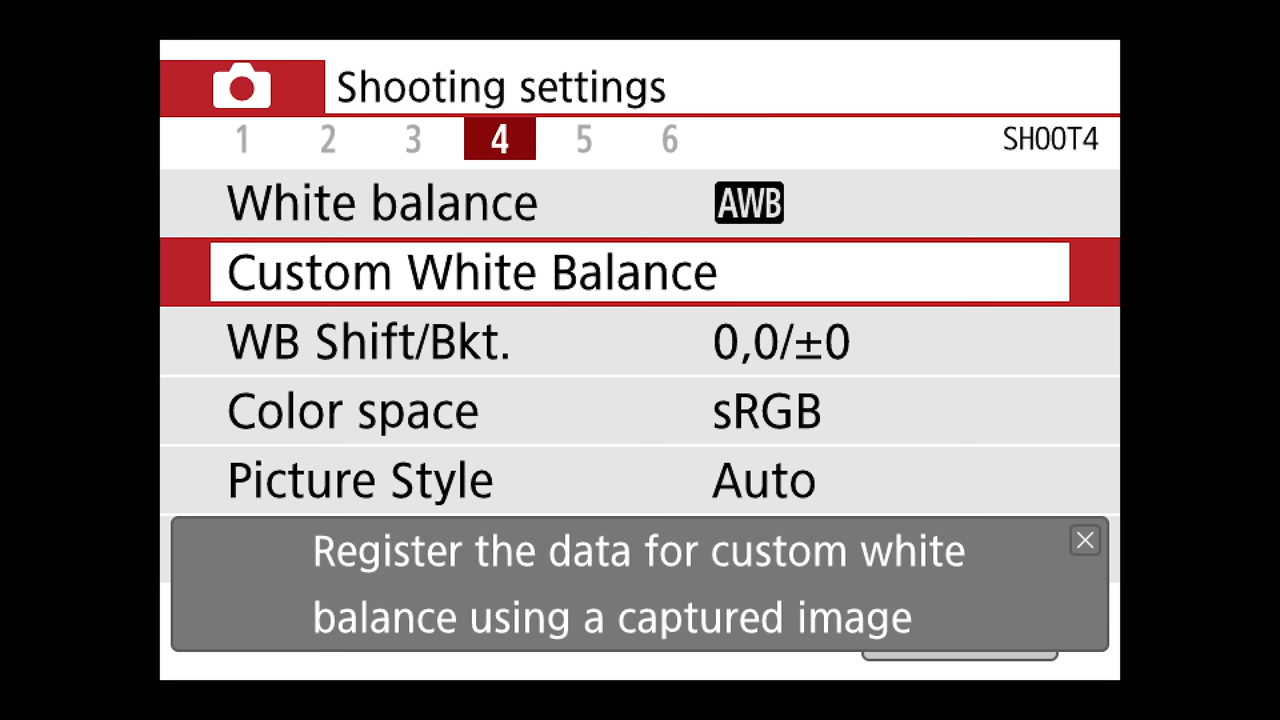 Shooting settings
1 2 3 4 5 6 SHOOT4
White balance AWB
Custom White Balance
WB Shift/Bkt. 0,0/±0
Color space sRGB
Picture Style Auto
Register the data for custom white
balance using a captured image